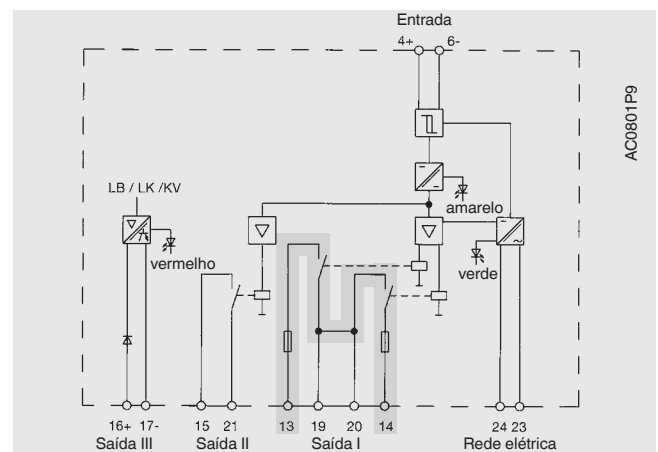 Entrada
4+ 6-
AC0801P9
LB / LK /KV
amarelo
vermelho
verde
16+ 17- 15 21 13 19 20 14 24 23
Saída III Saída II Saída I Rede elétrica